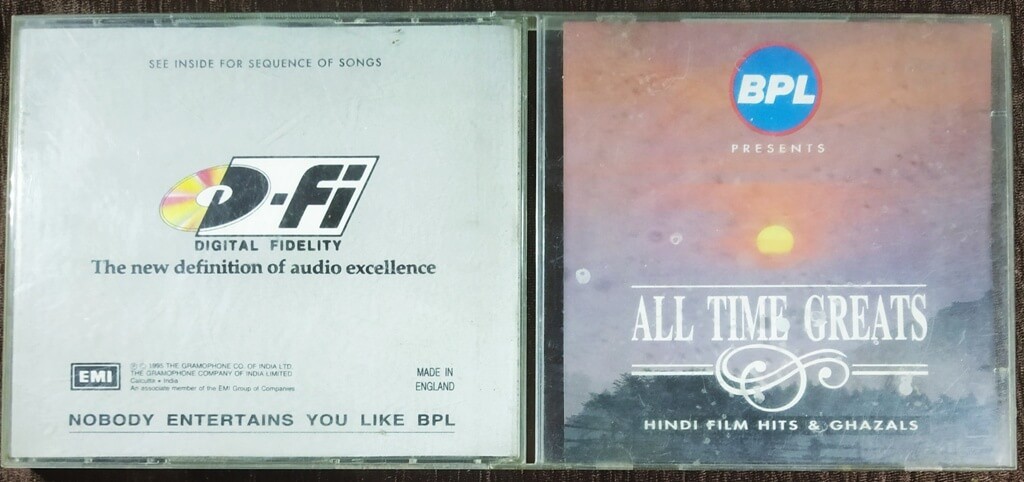 SEE INSIDE FOR SEQUENCE OF SONGS
D-Fi
DIGITAL FIDELITY
The new definition of audio excellence
EMI
℗ © 1995 THE GRAMOPHONE CO. OF INDIA LTD.
THE GRAMOPHONE COMPANY OF INDIA LIMITED
Calcutta • India
An associate member of the EMI Group of Companies
MADE IN
ENGLAND
NOBODY ENTERTAINS YOU LIKE BPL
BPL
PRESENTS
ALL TIME GREATS
HINDI FILM HITS & GHAZALS